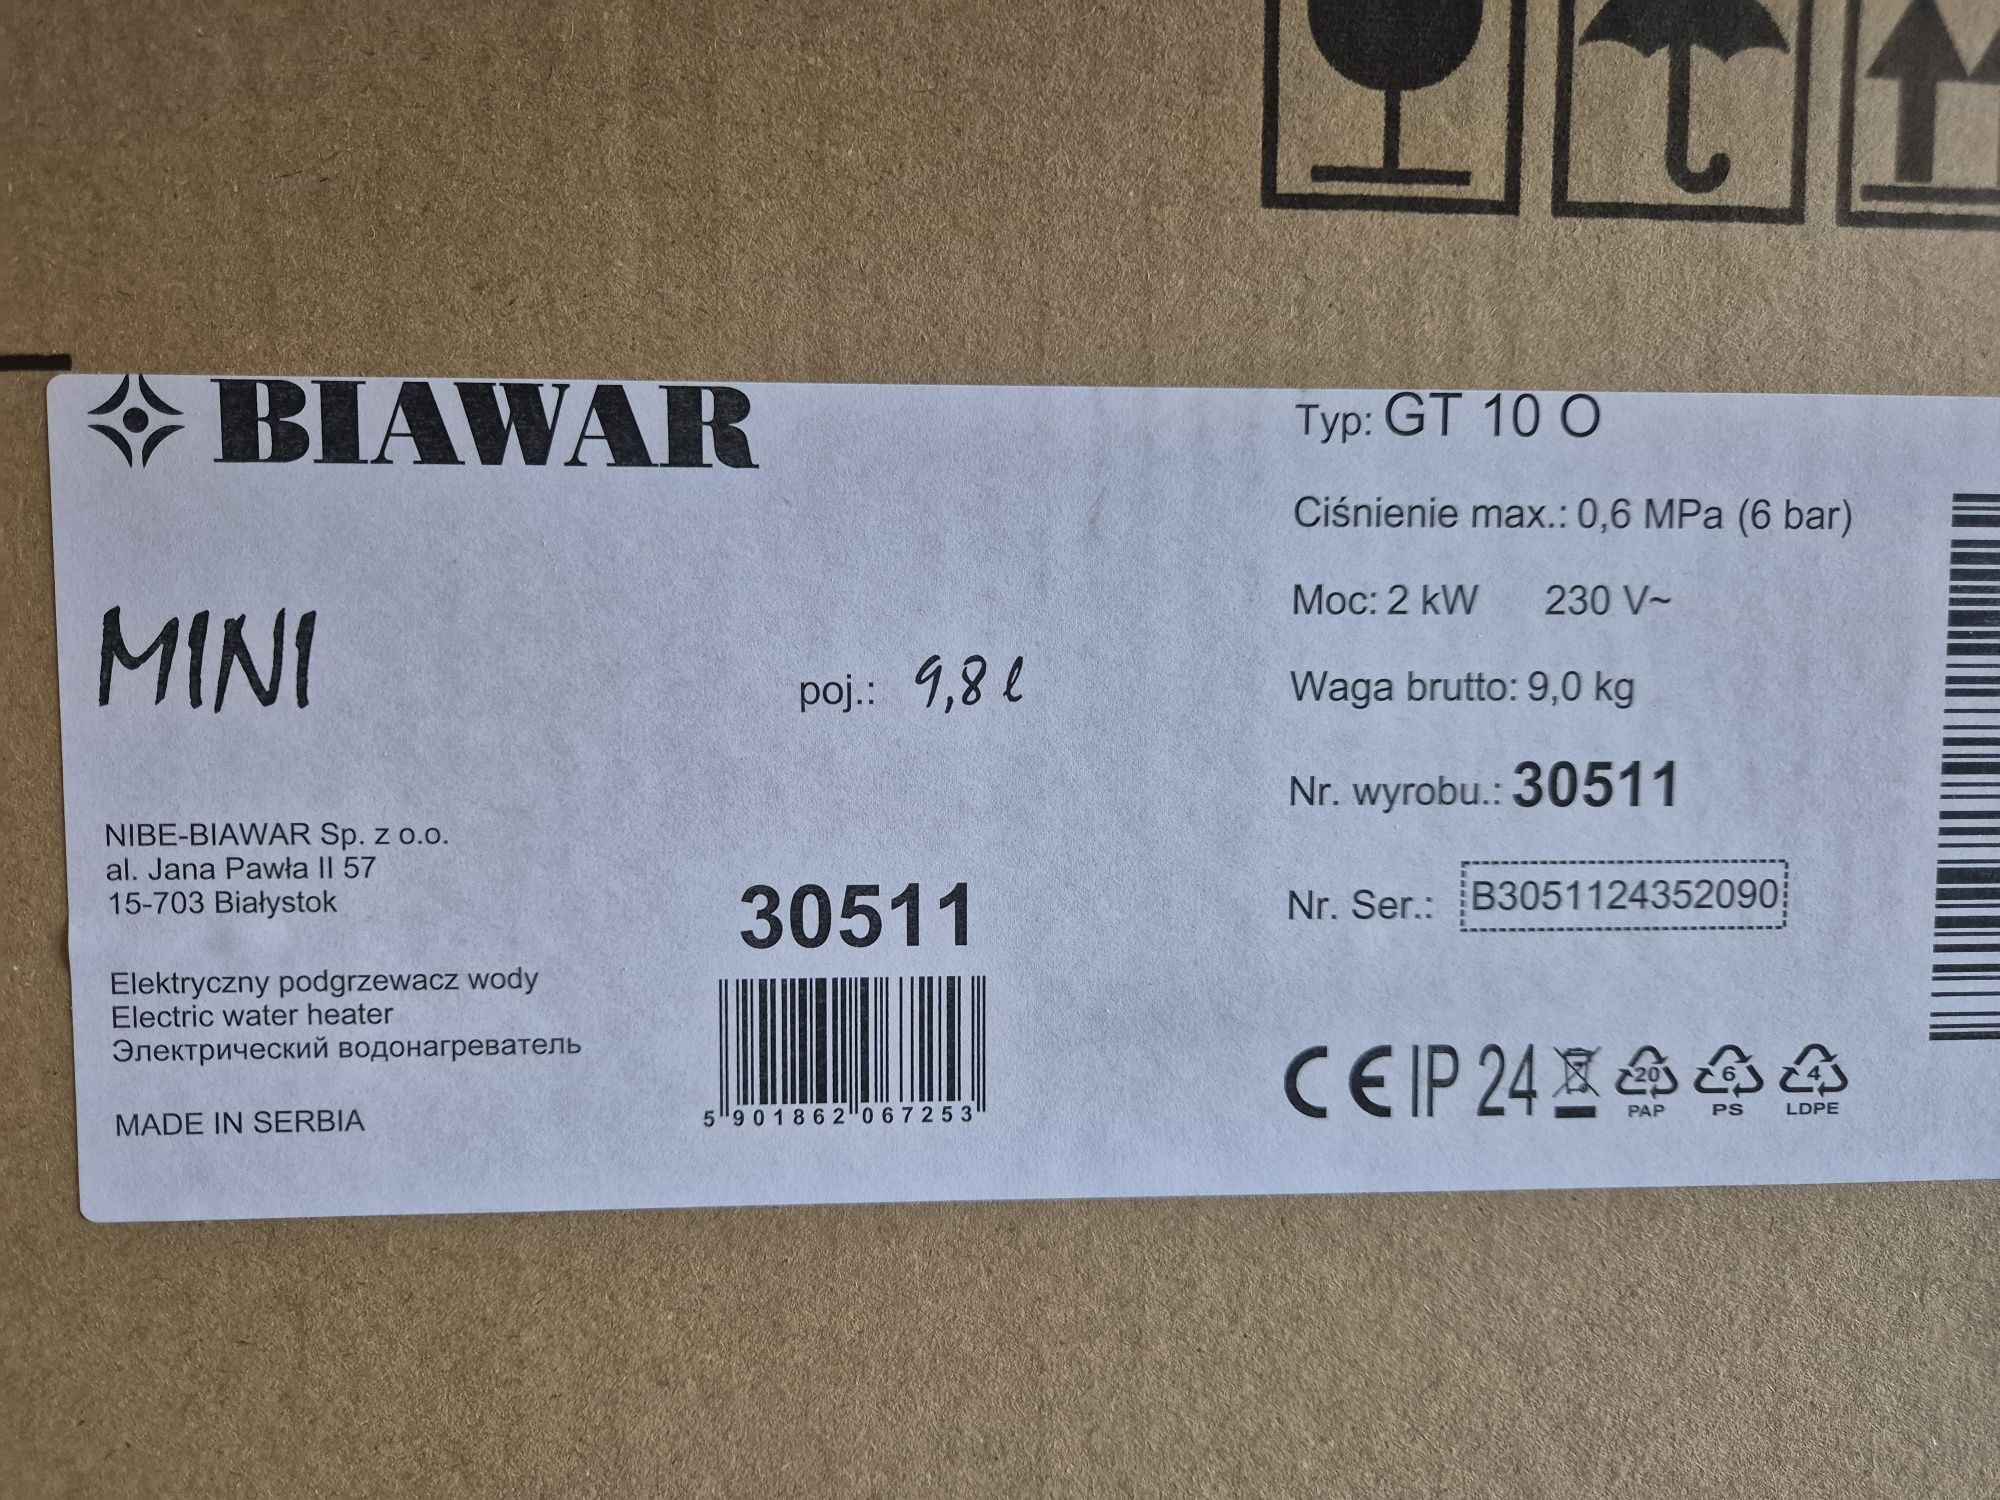 BIAWAR
MINI
poj.: 9,8 l
NIBE-BIAWAR Sp. z o.o.
al. Jana Pawła II 57
15-703 Białystok
Elektryczny podgrzewacz wody
Electric water heater
Электрический водонагреватель
MADE IN SERBIA
30511
5 901862 067253
Typ: GT 10 O
Ciśnienie max.: 0,6 MPa (6 bar)
Moc: 2 kW 230 V~
Waga brutto: 9,0 kg
Nr. wyrobu.: 30511
Nr. Ser.: B3051124352090
CE IP 24 20 6 4
PAP PS LDPE